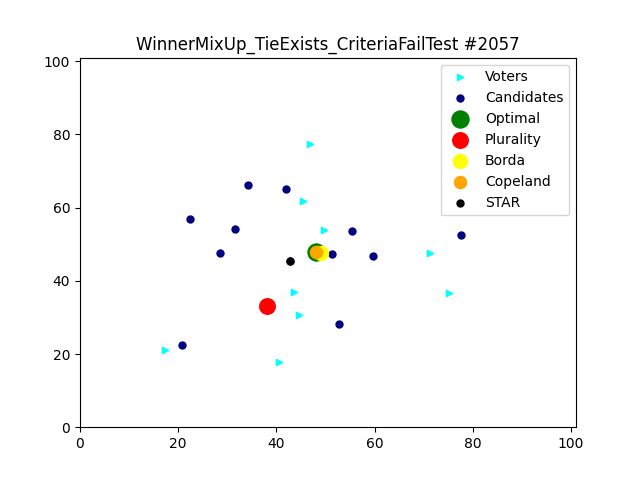 WinnerMixUp_TieExists_CriteriaFailTest #2057
100
80
60
40
20
0
0 20 40 60 80 100
Voters
Candidates
Optimal
Plurality
Borda
Copeland
STAR